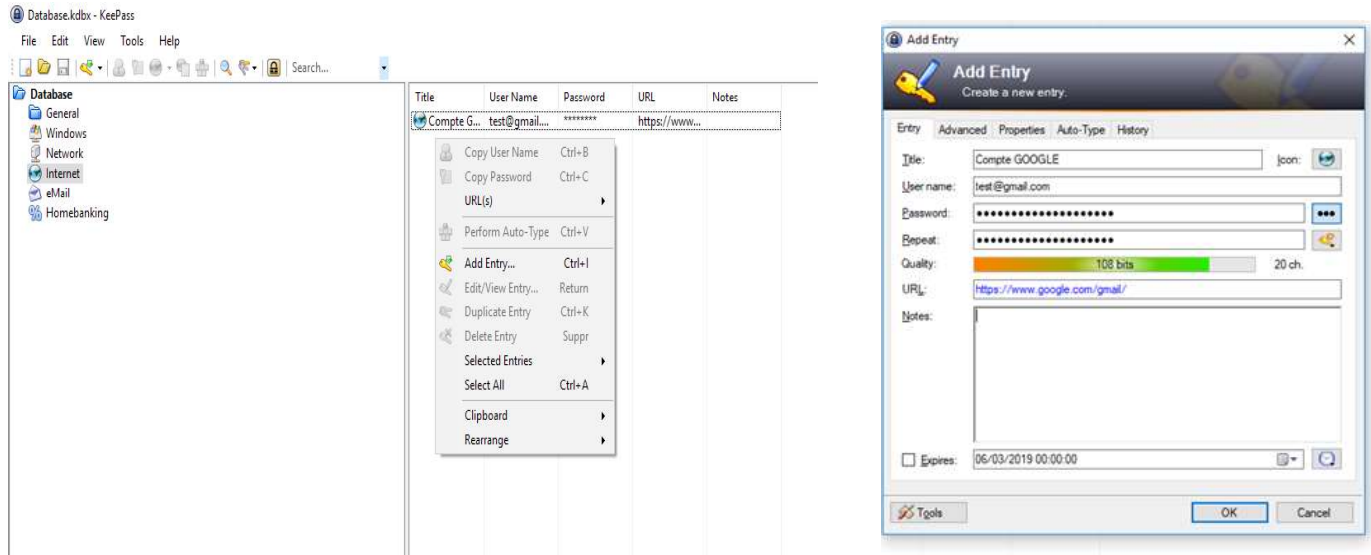 Database.kdbx - KeePass
File Edit View Tools Help
Search...
Database
General
Windows
Network
Internet
eMail
Homebanking
Title User Name Password URL Notes
Compte G... test@gmail.... ******** https://www...
Copy User Name Ctrl+B
Copy Password Ctrl+C
URL(s)
Perform Auto-Type Ctrl+V
Add Entry... Ctrl+I
Edit/View Entry... Return
Duplicate Entry Ctrl+K
Delete Entry Suppr
Selected Entries
Select All Ctrl+A
Clipboard
Rearrange
Add Entry
Add Entry
Create a new entry.
Entry Advanced Properties Auto-Type History
Title: Compte GOOGLE Icon:
User name: test@gmail.com
Password: ••••••••••••••••••••
Repeat: ••••••••••••••••••••
Quality: 108 bits 20 ch.
URL: https://www.google.com/gmail/
Notes:
Expires: 06/03/2019 00:00:00
Tools OK Cancel